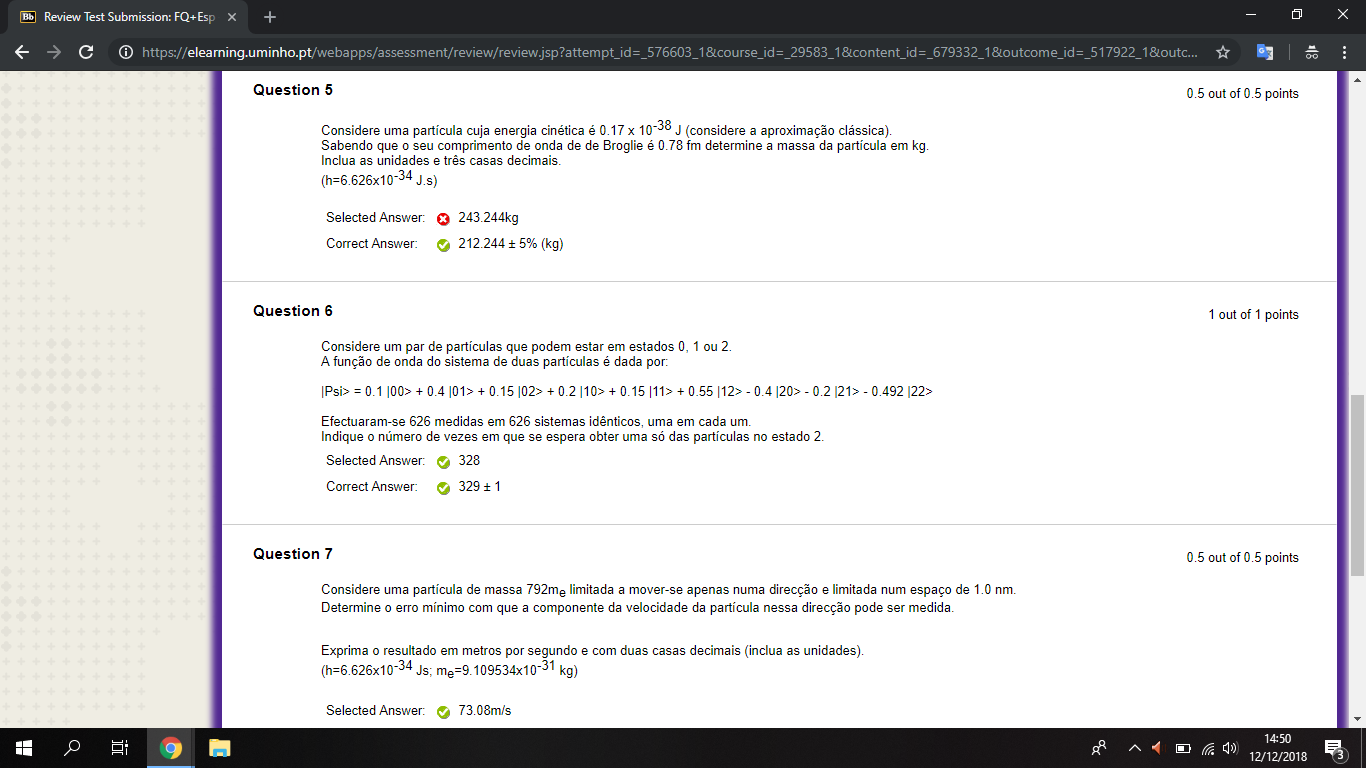 Review Test Submission: FQ+Esp
https://elearning.uminho.pt/webapps/assessment/review/review.jsp?attempt_id=_576603_1&course_id=_29583_1&content_id=_679332_1&outcome_id=_517922_1&outc...
Question 5
0.5 out of 0.5 points
Considere uma partícula cuja energia cinética é 0.17 x 10-38 J (considere a aproximação clássica).
Sabendo que o seu comprimento de onda de de Broglie é 0.78 fm determine a massa da partícula em kg.
Inclua as unidades e três casas decimais.
(h=6.626x10-34 J.s)
Selected Answer: 243.244kg
Correct Answer: 212.244 ± 5% (kg)
Question 6
1 out of 1 points
Considere um par de partículas que podem estar em estados 0, 1 ou 2.
A função de onda do sistema de duas partículas é dada por:
|Psi> = 0.1 |00> + 0.4 |01> + 0.15 |02> + 0.2 |10> + 0.15 |11> + 0.55 |12> - 0.4 |20> - 0.2 |21> - 0.492 |22>
Efectuaram-se 626 medidas em 626 sistemas idênticos, uma em cada um.
Indique o número de vezes em que se espera obter uma só das partículas no estado 2.
Selected Answer: 328
Correct Answer: 329 ± 1
Question 7
0.5 out of 0.5 points
Considere uma partícula de massa 792me limitada a mover-se apenas numa direcção e limitada num espaço de 1.0 nm.
Determine o erro mínimo com que a componente da velocidade da partícula nessa direcção pode ser medida.
Exprima o resultado em metros por segundo e com duas casas decimais (inclua as unidades).
(h=6.626x10-34 Js; me=9.109534x10-31 kg)
Selected Answer: 73.08m/s
14:50
12/12/2018
3